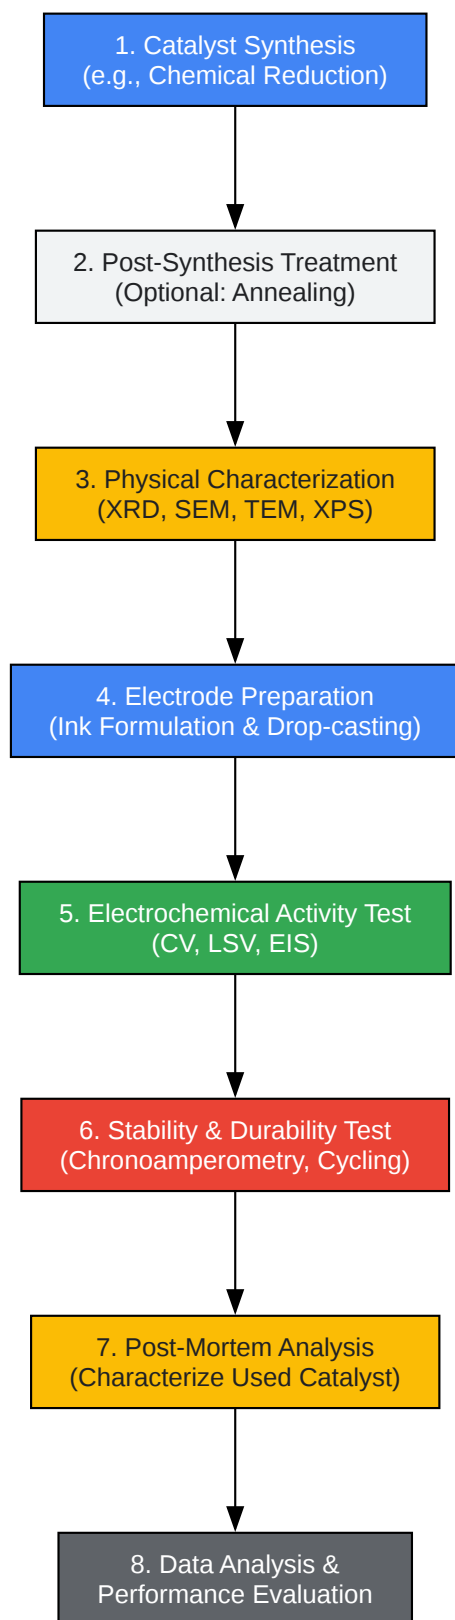 1. Catalyst Synthesis
(e.g., Chemical Reduction)
2. Post-Synthesis Treatment
(Optional: Annealing)
3. Physical Characterization
(XRD, SEM, TEM, XPS)
4. Electrode Preparation
(Ink Formulation & Drop-casting)
5. Electrochemical Activity Test
(CV, LSV, EIS)
6. Stability & Durability Test
(Chronoamperometry, Cycling)
7. Post-Mortem Analysis
(Characterize Used Catalyst)
8. Data Analysis &
Performance Evaluation